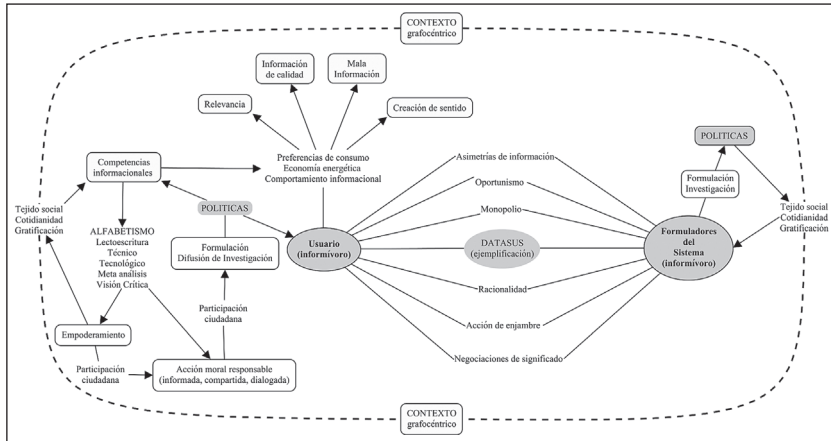 CONTEXTO
grafocéntrico
Información
de calidad
Mala
Información
Relevancia
Creación de sentido
Competencias
informacionales
Preferencias de consumo
Economía energética
Comportamiento informacional
Asimetrías de información
Oportunismo
Monopolio
POLITICAS
Formulación
Investigación
Tejido social
Cotidianidad
Gratificación
Tejido social
Cotidianidad
Gratificación
ALFABETISMO
Lectoescritura
Técnico
Tecnológico
Meta análisis
Visión Crítica
POLITICAS
Formulación
Difusión de Investigación
Usuario
(informívoro)
DATASUS
(ejemplificación)
Formuladores
del
Sistema
(informívoro)
Racionalidad
Acción de enjambre
Negociaciones de significado
Participación
ciudadana
Empoderamiento
Participación
ciudadana
Acción moral responsable
(informada, compartida, dialogada)
CONTEXTO
grafocéntrico